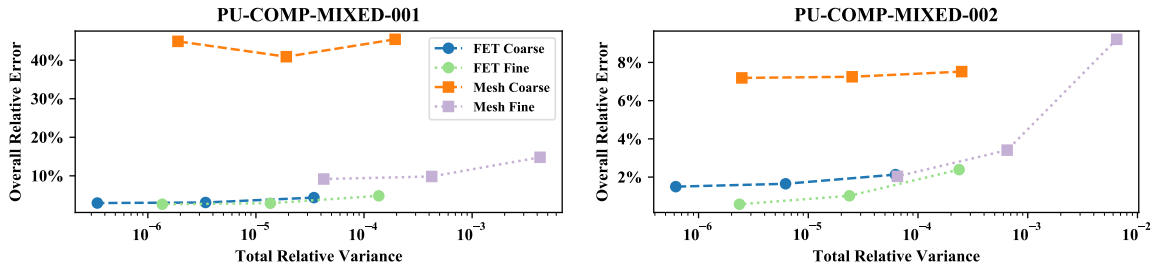 PU-COMP-MIXED-001
Overall Relative Error
40%
30%
20%
10%
FET Coarse
FET Fine
Mesh Coarse
Mesh Fine
10⁻⁶
10⁻⁵
10⁻⁴
10⁻³
Total Relative Variance
PU-COMP-MIXED-002
Overall Relative Error
8%
6%
4%
2%
10⁻⁶
10⁻⁵
10⁻⁴
10⁻³
10⁻²
Total Relative Variance